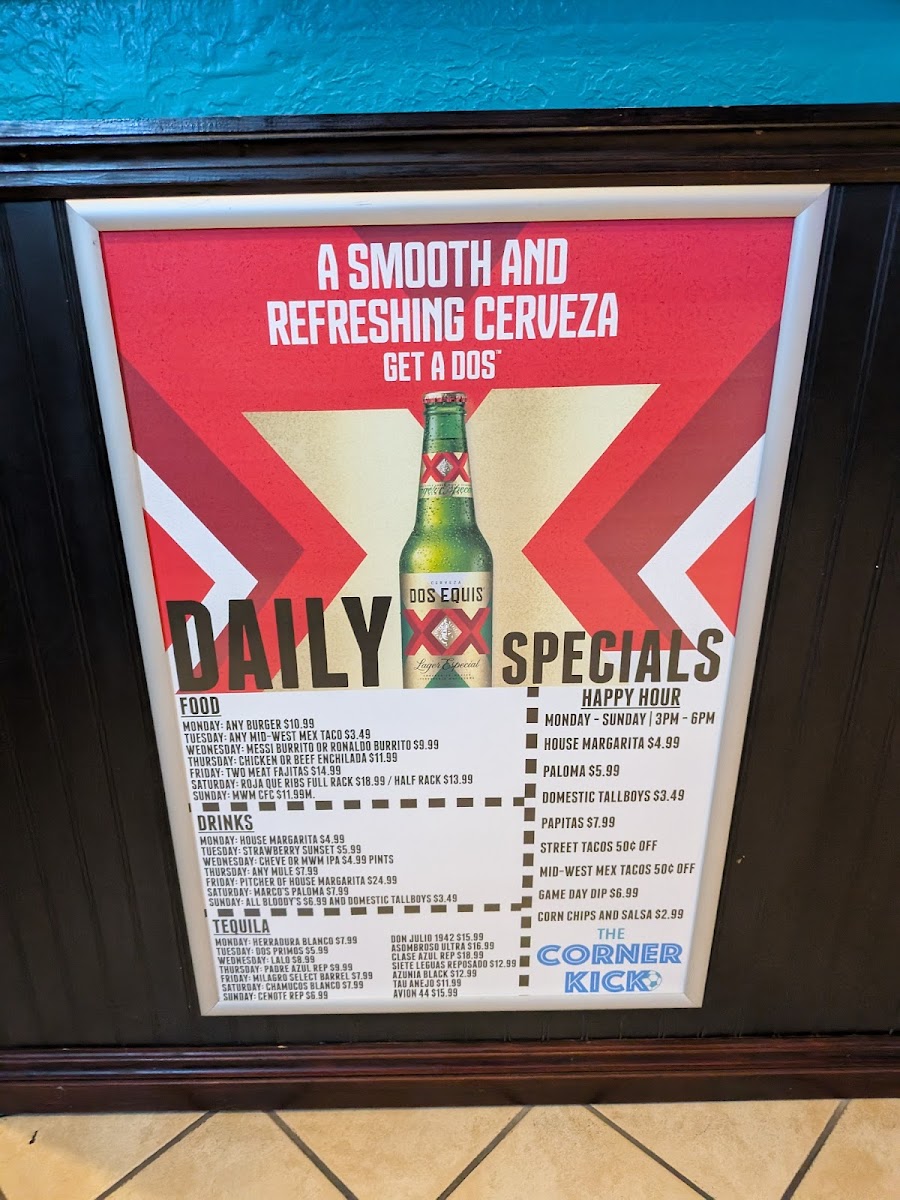 A SMOOTH AND
REFRESHING CERVEZA
GET A DOS™
CERVEZA
DOS EQUIS
XX
Lager Especial
DAILY
SPECIALS
FOOD
MONDAY: ANY BURGER $10.99
TUESDAY: ANY MID-WEST MEX TACO $3.49
WEDNESDAY: MESSI BURRITO OR RONALDO BURRITO $9.99
THURSDAY: CHICKEN OR BEEF ENCHILADA $11.99
FRIDAY: TWO MEAT FAJITAS $14.99
SATURDAY: ROJA QUE RIBS FULL RACK $18.99 / HALF RACK $13.99
SUNDAY: MWM CFC $11.99M.
DRINKS
MONDAY: HOUSE MARGARITA $4.99
TUESDAY: STRAWBERRY SUNSET $5.99
WEDNESDAY: CHEVE OR MWM IPA $4.99 PINTS
THURSDAY: ANY MULE $7.99
FRIDAY: PITCHER OF HOUSE MARGARITA $24.99
SATURDAY: MARCO'S PALOMA $7.99
SUNDAY: ALL BLOODY'S $6.99 AND DOMESTIC TALLBOYS $3.49
TEQUILA
MONDAY: HERRADURA BLANCO $7.99
TUESDAY: DOS PRIMOS $5.99
WEDNESDAY: LALO $8.99
THURSDAY: PADRE AZUL REP $9.99
FRIDAY: MILAGRO SELECT BARREL $7.99
SATURDAY: CHAMUCOS BLANCO $7.99
SUNDAY: CENOTE REP $6.99
DON JULIO 1942 $15.99
ASOMBROSO ULTRA $16.99
CLASE AZUL REP $18.99
SIETE LEGUAS REPOSADO $12.99
AZUNIA BLACK $12.99
TAU ANEJO $11.99
AVION 44 $15.99
HAPPY HOUR
MONDAY - SUNDAY | 3PM - 6PM
HOUSE MARGARITA $4.99
PALOMA $5.99
DOMESTIC TALLBOYS $3.49
PAPITAS $7.99
STREET TACOS 50¢ OFF
MID-WEST MEX TACOS 50¢ OFF
GAME DAY DIP $6.99
CORN CHIPS AND SALSA $2.99
THE
CORNER
KICK